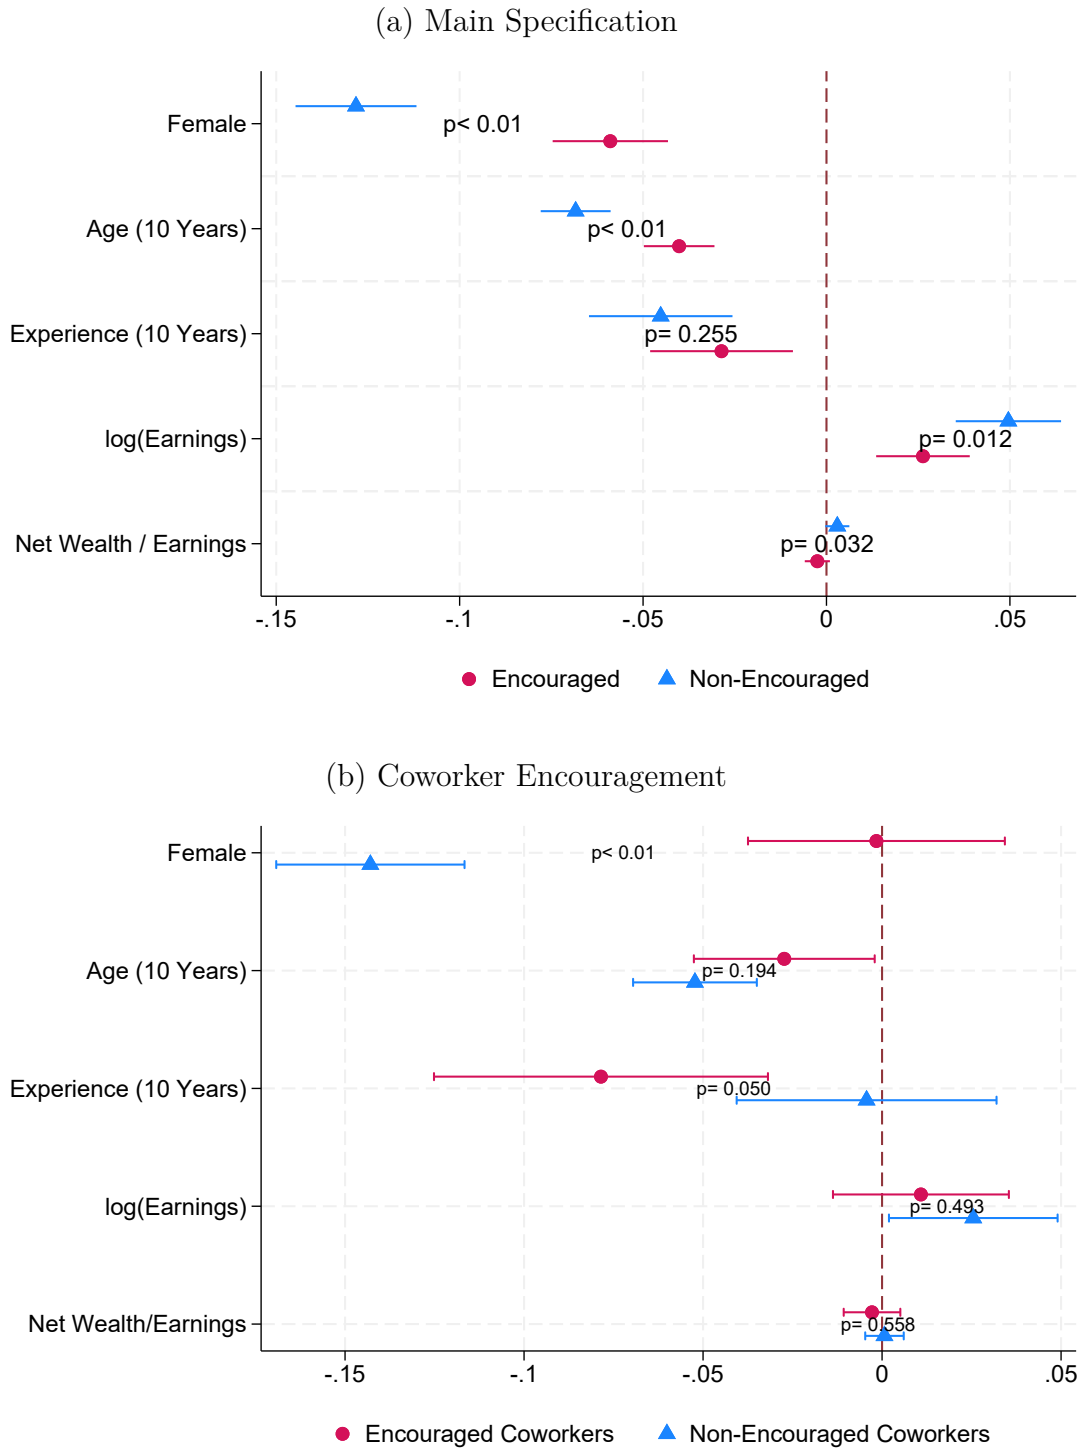 (a) Main Specification
Female
p< 0.01
Age (10 Years)
p< 0.01
Experience (10 Years)
p= 0.255
log(Earnings)
p= 0.012
Net Wealth / Earnings
p= 0.032
-.15 -.1 -.05 0 .05
Encouraged Non-Encouraged
(b) Coworker Encouragement
Female
p< 0.01
Age (10 Years)
p= 0.194
Experience (10 Years)
p= 0.050
log(Earnings)
p= 0.493
Net Wealth/Earnings
p= 0.558
-.15 -.1 -.05 0 .05
Encouraged Coworkers Non-Encouraged Coworkers